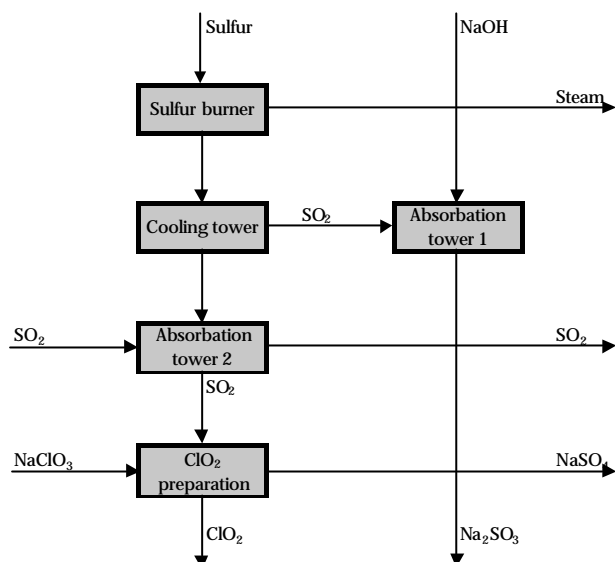 Sulfur
NaOH
Sulfur burner
Steam
Cooling tower
SO₂
Absorbation
tower 1
SO₂
Absorbation
tower 2
SO₂
SO₂
NaClO₃
ClO₂
preparation
NaSO₄
ClO₂
Na₂SO₃